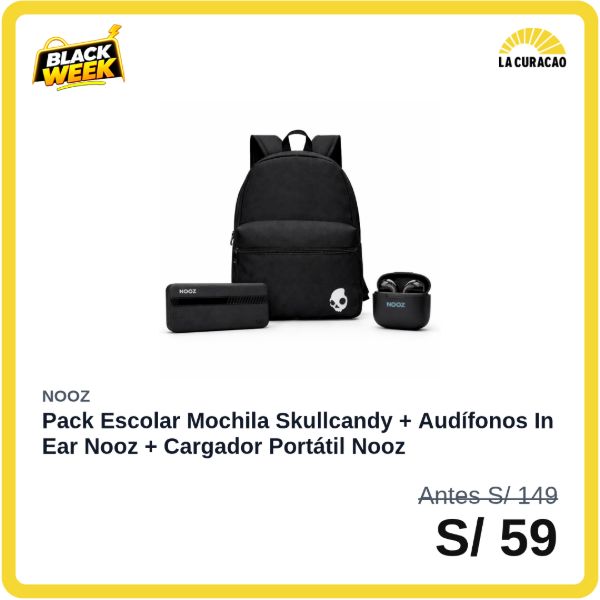 BLACK
WEEK
LA CURACAO
NOOZ
NOOZ
NOOZ
Pack Escolar Mochila Skullcandy + Audífonos In
Ear Nooz + Cargador Portátil Nooz
Antes S/ 149
S/ 59